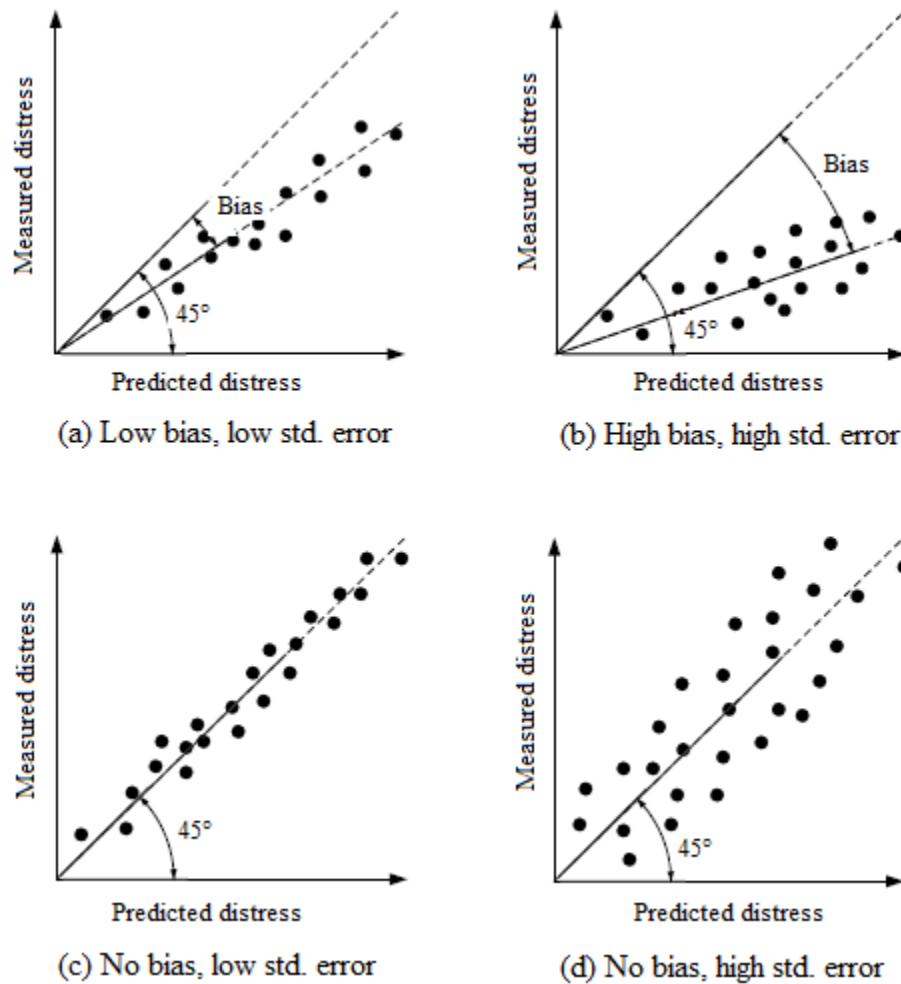 Measured distress
Bias
45°
Predicted distress
(a) Low bias, low std. error
Measured distress
Bias
45°
Predicted distress
(b) High bias, high std. error
Measured distress
45°
Predicted distress
(c) No bias, low std. error
Measured distress
45°
Predicted distress
(d) No bias, high std. error